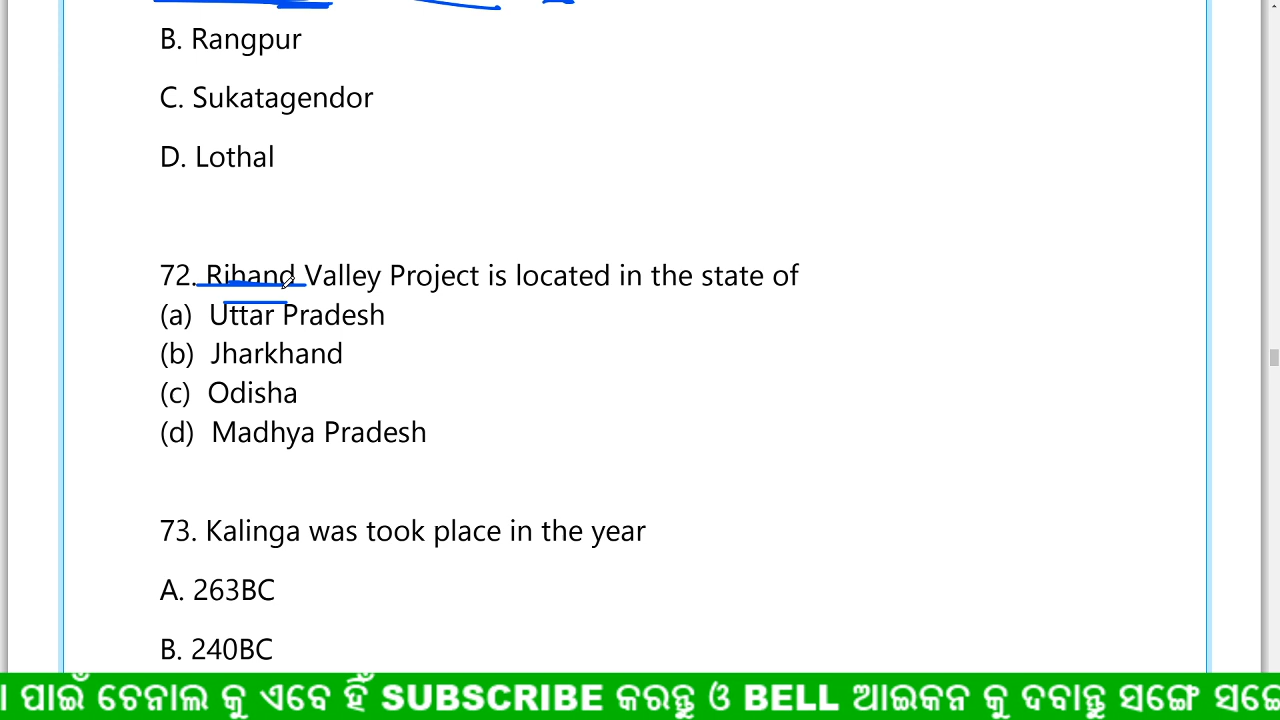 B. Rangpur
C. Sukatagendor
D. Lothal
72. Rihand Valley Project is located in the state of
(a) Uttar Pradesh
(b) Jharkhand
(c) Odisha
(d) Madhya Pradesh
73. Kalinga was took place in the year
A. 263BC
B. 240BC
ପାଇଁ ଚେନାଲ କୁ ଏବେ ହିଁ SUBSCRIBE କରନ୍ତୁ ଓ BELL ଆଇକନ କୁ ଦବାନ୍ତୁ ସଙ୍ଗେ